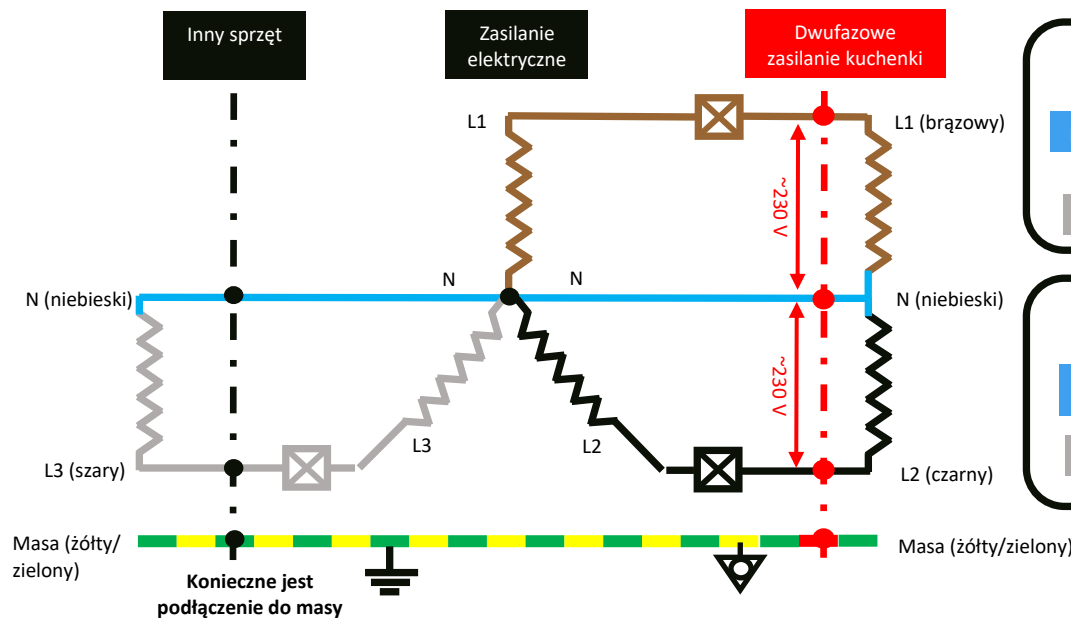 Inny sprzęt
Zasilanie
elektryczne
Dwufazowe
zasilanie kuchenki
L1
L1 (brązowy)
~230 V
N (niebieski)
N
N
N (niebieski)
~230 V
L3 (szary)
L3
L2
L2 (czarny)
Masa (żółty/
zielony)
Masa (żółty/zielony)
Konieczne jest
podłączenie do masy